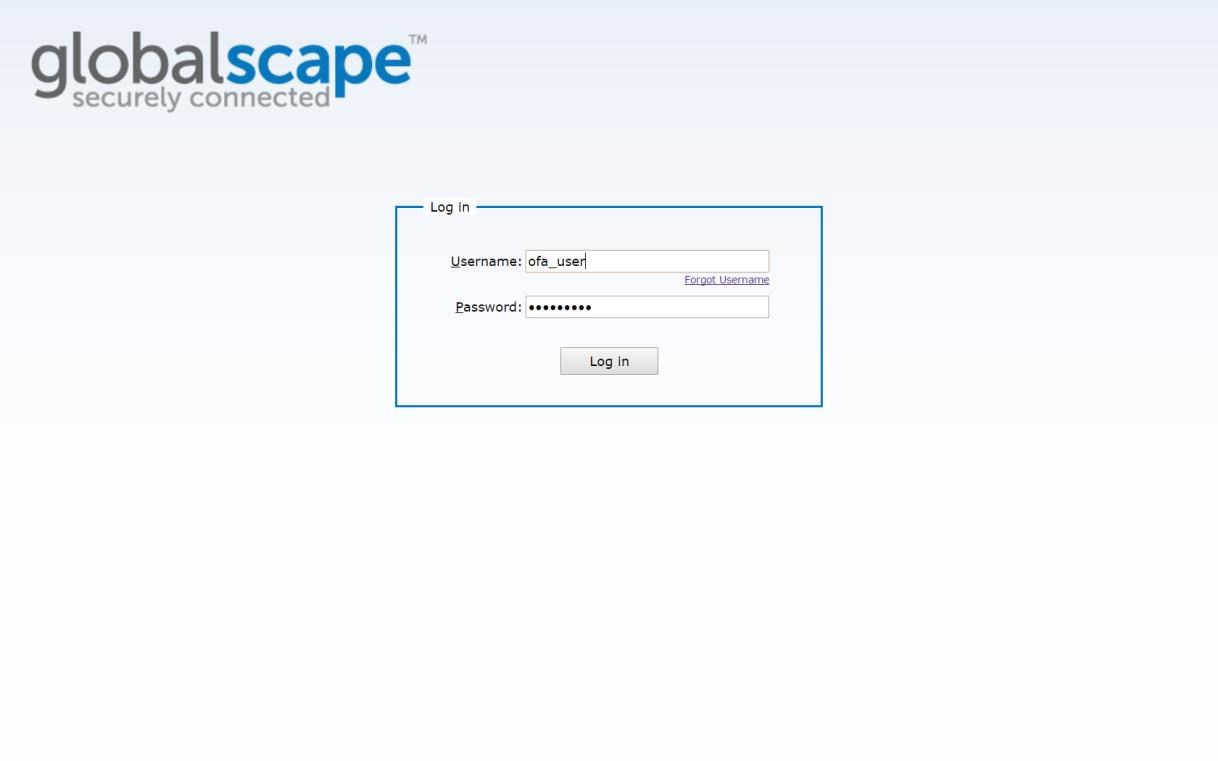 globalscape™
securely connected
Log in
Username: ofa_user
Forgot Username
Password: •••••••••
Log in